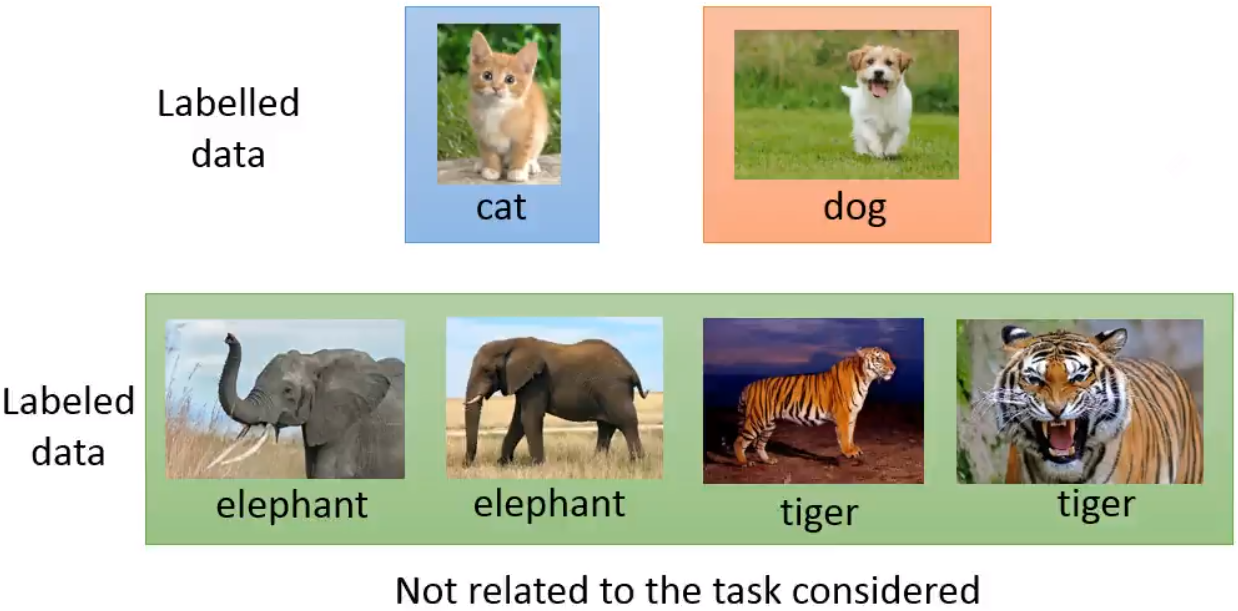 Labelled
data
cat
dog
Labeled
data
elephant
elephant
tiger
tiger
Not related to the task considered